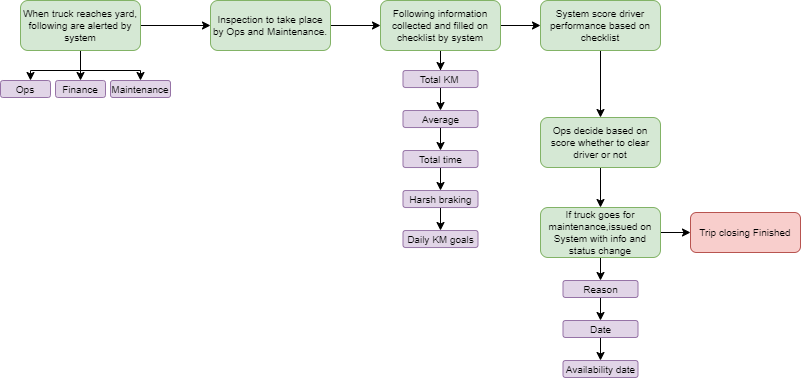 When truck reaches yard,
following are alerted by
system
Ops
Finance
Maintenance
Inspection to take place
by Ops and Maintenance.
Following information
collected and filled on
checklist by system
Total KM
Average
Total time
Harsh braking
Daily KM goals
System score driver
performance based on
checklist
Ops decide based on
score whether to clear
driver or not
If truck goes for
maintenance,issued on
System with info and
status change
Reason
Date
Availability date
Trip closing Finished